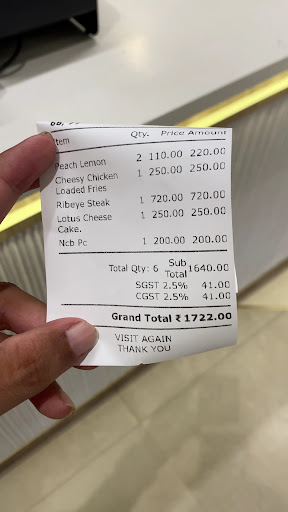 Item Qty. Price Amount
Peach Lemon 2 110.00 220.00
Cheesy Chicken 1 250.00 250.00
Loaded Fries
Ribeye Steak 1 720.00 720.00
Lotus Cheese 1 250.00 250.00
Cake.
Ncb Pc 1 200.00 200.00
Total Qty: 6 Sub Total 1640.00
SGST 2.5% 41.00
CGST 2.5% 41.00
Grand Total ₹ 1722.00
VISIT AGAIN
THANK YOU